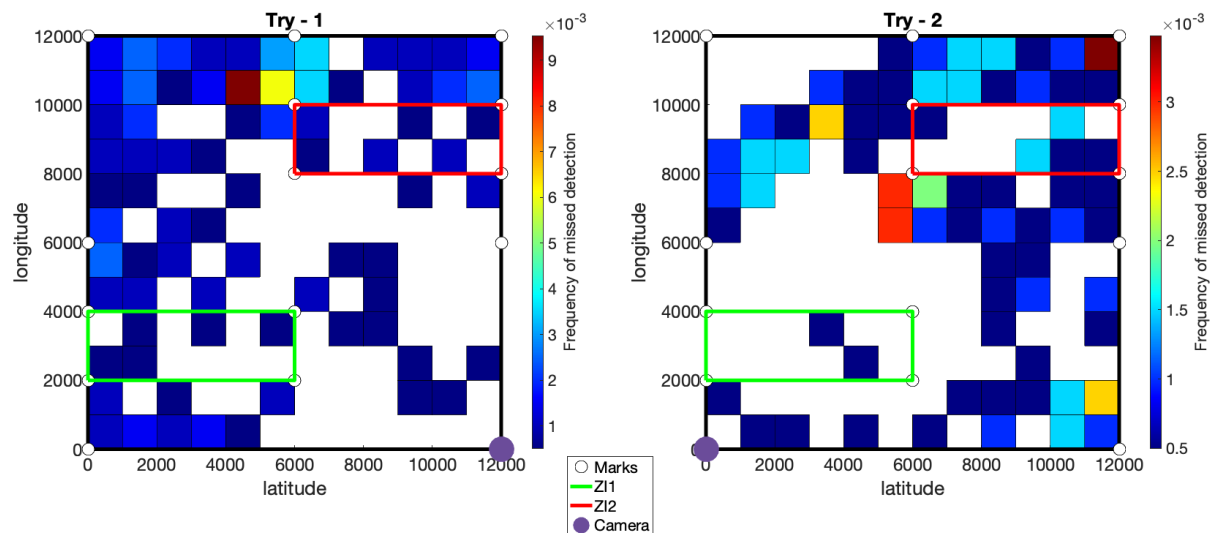 Try - 1
×10⁻³
12000
10000
8000
6000
4000
2000
0
longitude
0 2000 4000 6000 8000 10000 12000
latitude
9
8
7
6
5
4
3
2
1
Frequency of missed detection
Try - 2
×10⁻³
12000
10000
8000
6000
4000
2000
0
longitude
0 2000 4000 6000 8000 10000 12000
latitude
3
2.5
2
1.5
1
0.5
Frequency of missed detection
Marks
ZI1
ZI2
Camera